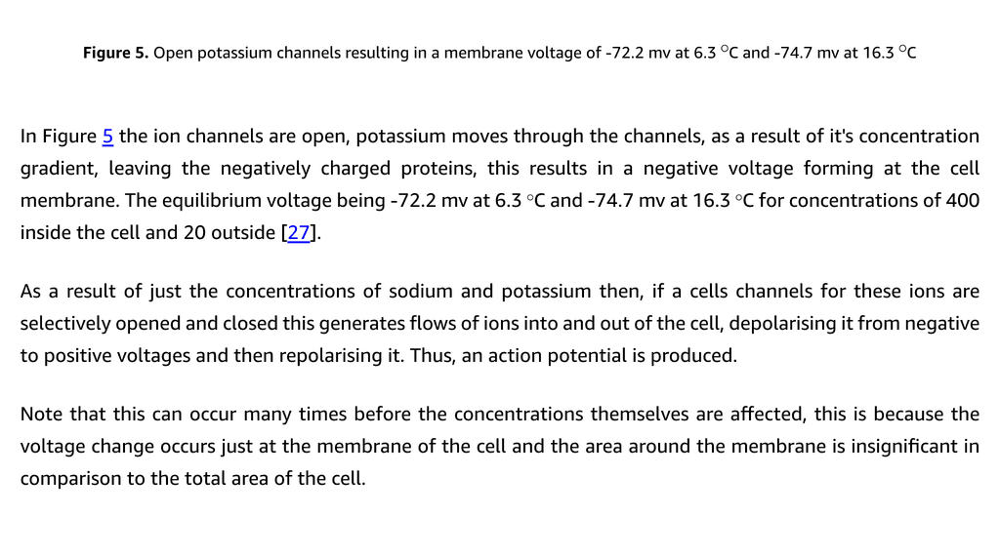 Figure 5. Open potassium channels resulting in a membrane voltage of -72.2 mv at 6.3 °C and -74.7 mv at 16.3 °C
In Figure 5 the ion channels are open, potassium moves through the channels, as a result of it's concentration
gradient, leaving the negatively charged proteins, this results in a negative voltage forming at the cell
membrane. The equilibrium voltage being -72.2 mv at 6.3 °C and -74.7 mv at 16.3 °C for concentrations of 400
inside the cell and 20 outside [27].
As a result of just the concentrations of sodium and potassium then, if a cells channels for these ions are
selectively opened and closed this generates flows of ions into and out of the cell, depolarising it from negative
to positive voltages and then repolarising it. Thus, an action potential is produced.
Note that this can occur many times before the concentrations themselves are affected, this is because the
voltage change occurs just at the membrane of the cell and the area around the membrane is insignificant in
comparison to the total area of the cell.